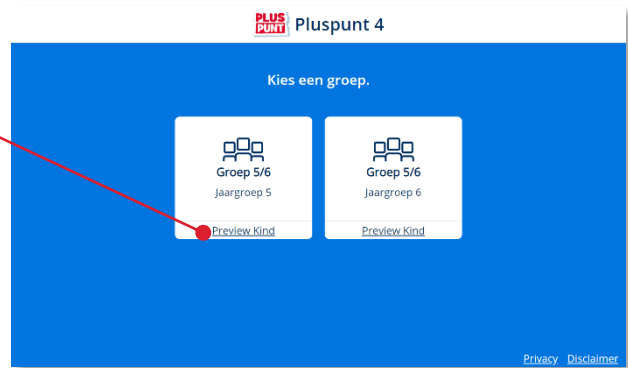 PLUS
PUNT Pluspunt 4
Kies een groep.
Groep 5/6
Jaargroep 5
Preview Kind
Groep 5/6
Jaargroep 6
Preview Kind
Privacy Disclaimer